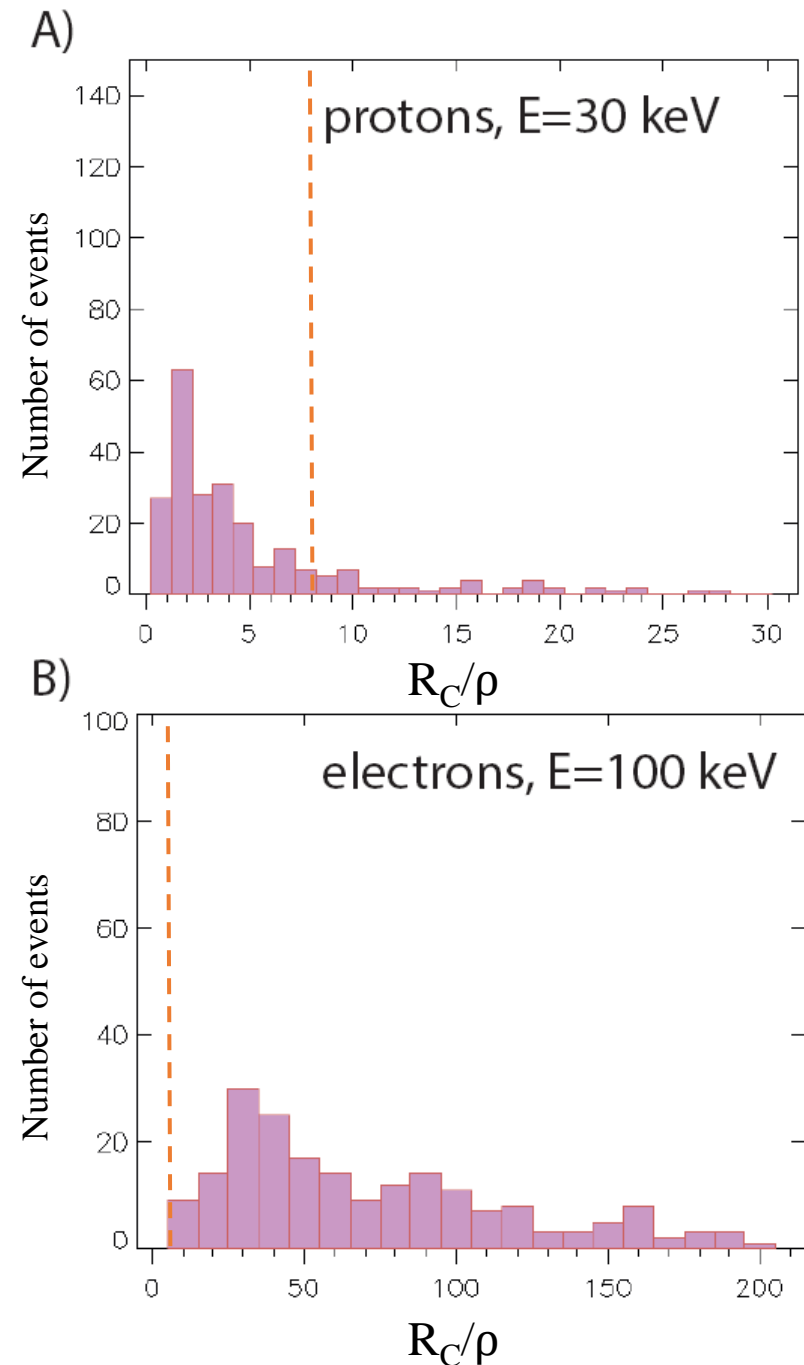 A)
140
120
100
80
60
40
20
0
protons, E=30 keV
Number of events
0 5 10 15 20 25 30
R_C/ρ
B)
100
80
60
40
20
0
electrons, E=100 keV
Number of events
0 50 100 150 200
R_C/ρ